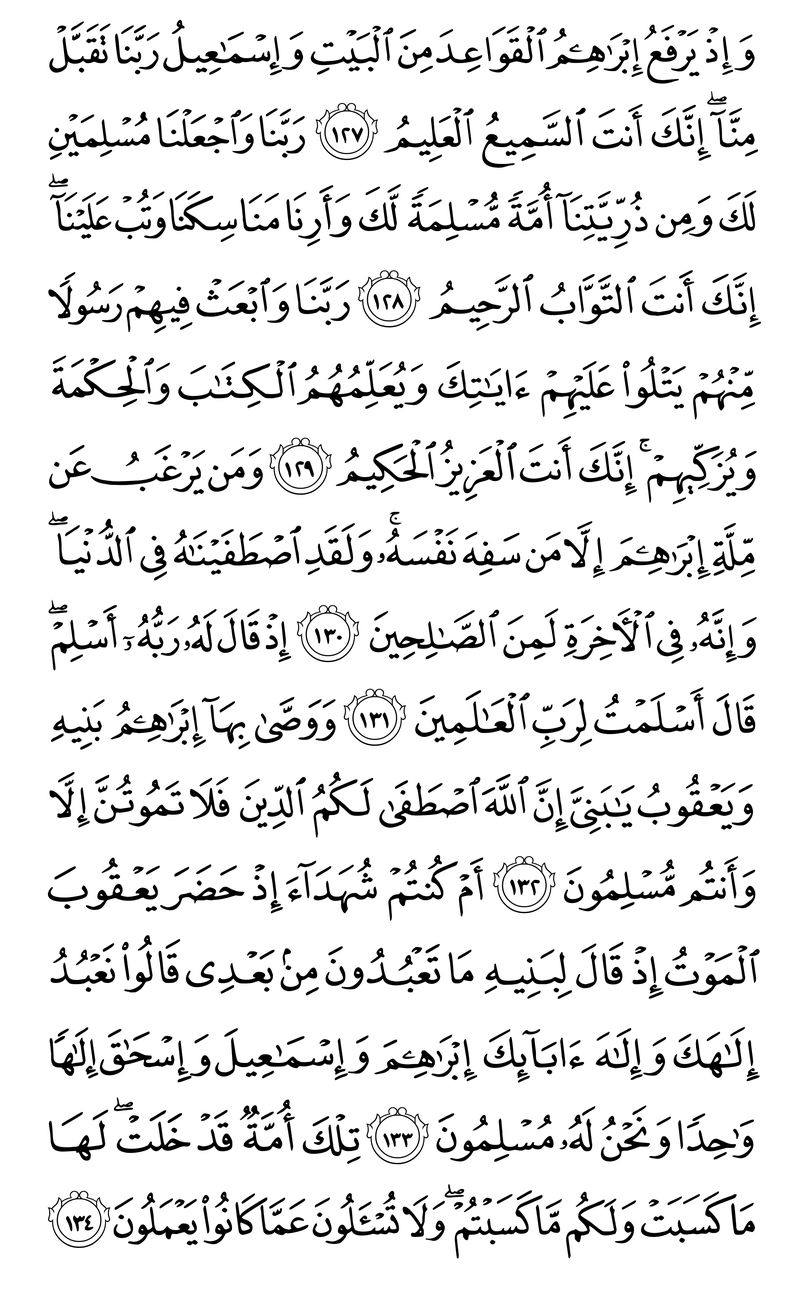 وَإِذۡ يَرۡفَعُ إِبۡرَٰهِـۧمُ ٱلۡقَوَاعِدَ مِنَ ٱلۡبَيۡتِ وَإِسۡمَٰعِيلُ رَبَّنَا تَقَبَّلۡ
مِنَّآۖ إِنَّكَ أَنتَ ٱلسَّمِيعُ ٱلۡعَلِيمُ ١٢٧ رَبَّنَا وَٱجۡعَلۡنَا مُسۡلِمَيۡنِ
لَكَ وَمِن ذُرِّيَّتِنَآ أُمَّةٗ مُّسۡلِمَةٗ لَّكَ وَأَرِنَا مَنَاسِكَنَا وَتُبۡ عَلَيۡنَآۖ
إِنَّكَ أَنتَ ٱلتَّوَّابُ ٱلرَّحِيمُ ١٢٨ رَبَّنَا وَٱبۡعَثۡ فِيهِمۡ رَسُولٗا
مِّنۡهُمۡ يَتۡلُواْ عَلَيۡهِمۡ ءَايَٰتِكَ وَيُعَلِّمُهُمُ ٱلۡكِتَٰبَ وَٱلۡحِكۡمَةَ
وَيُزَكِّيهِمۡۚ إِنَّكَ أَنتَ ٱلۡعَزِيزُ ٱلۡحَكِيمُ ١٢٩ وَمَن يَرۡغَبُ عَن
مِّلَّةِ إِبۡرَٰهِـۧمَ إِلَّا مَن سَفِهَ نَفۡسَهُۥۚ وَلَقَدِ ٱصۡطَفَيۡنَٰهُ فِي ٱلدُّنۡيَاۖ
وَإِنَّهُۥ فِي ٱلۡأٓخِرَةِ لَمِنَ ٱلصَّٰلِحِينَ ١٣٠ إِذۡ قَالَ لَهُۥ رَبُّهُۥٓ أَسۡلِمۡۖ
قَالَ أَسۡلَمۡتُ لِرَبِّ ٱلۡعَٰلَمِينَ ١٣١ وَوَصَّىٰ بِهَآ إِبۡرَٰهِـۧمُ بَنِيهِ
وَيَعۡقُوبُ يَٰبَنِيَّ إِنَّ ٱللَّهَ ٱصۡطَفَىٰ لَكُمُ ٱلدِّينَ فَلَا تَمُوتُنَّ إِلَّا
وَأَنتُم مُّسۡلِمُونَ ١٣٢ أَمۡ كُنتُمۡ شُهَدَآءَ إِذۡ حَضَرَ يَعۡقُوبَ
ٱلۡمَوۡتُ إِذۡ قَالَ لِبَنِيهِ مَا تَعۡبُدُونَ مِنۢ بَعۡدِي قَالُواْ نَعۡبُدُ
إِلَٰهَكَ وَإِلَٰهَ ءَابَآئِكَ إِبۡرَٰهِـۧمَ وَإِسۡمَٰعِيلَ وَإِسۡحَٰقَ إِلَٰهٗا
وَٰحِدٗا وَنَحۡنُ لَهُۥ مُسۡلِمُونَ ١٣٣ تِلۡكَ أُمَّةٞ قَدۡ خَلَتۡۖ لَهَا
مَا كَسَبَتۡ وَلَكُم مَّا كَسَبۡتُمۡۖ وَلَا تُسۡـَٔلُونَ عَمَّا كَانُواْ يَعۡمَلُونَ ١٣٤